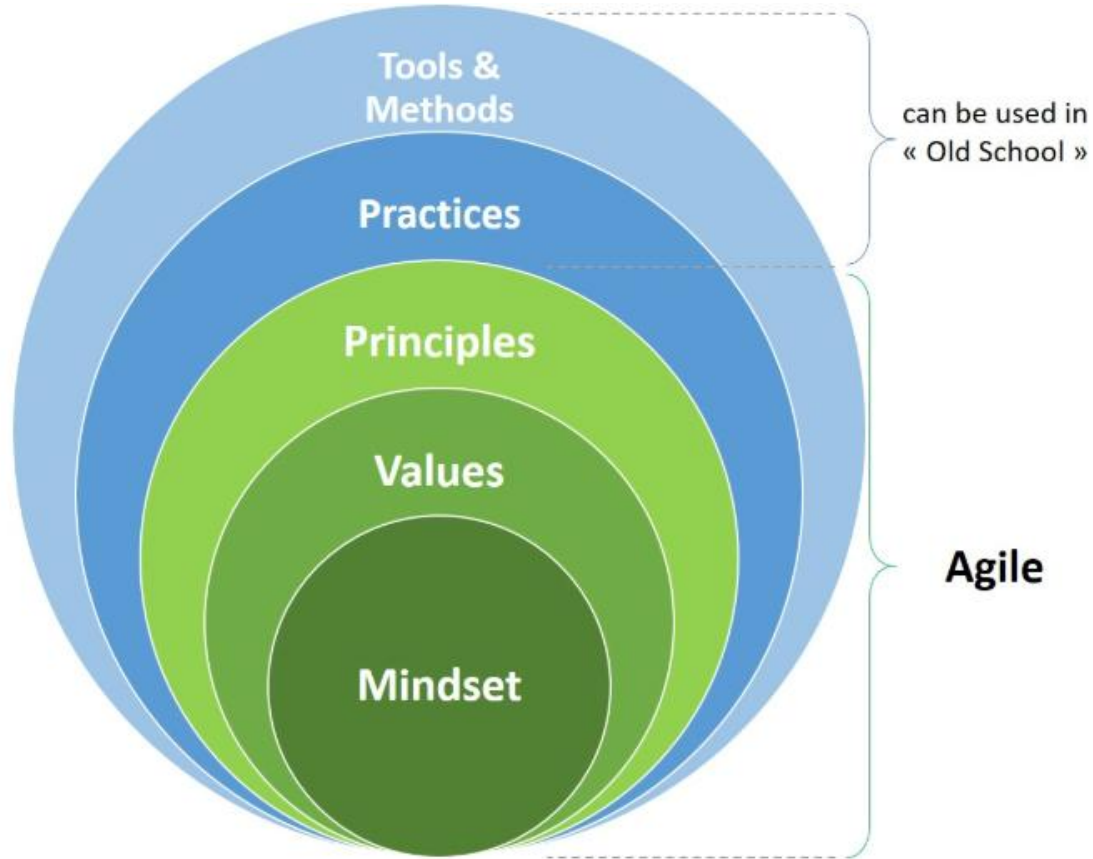 Tools &
Methods
can be used in
« Old School »
Practices
Principles
Values
Agile
Mindset